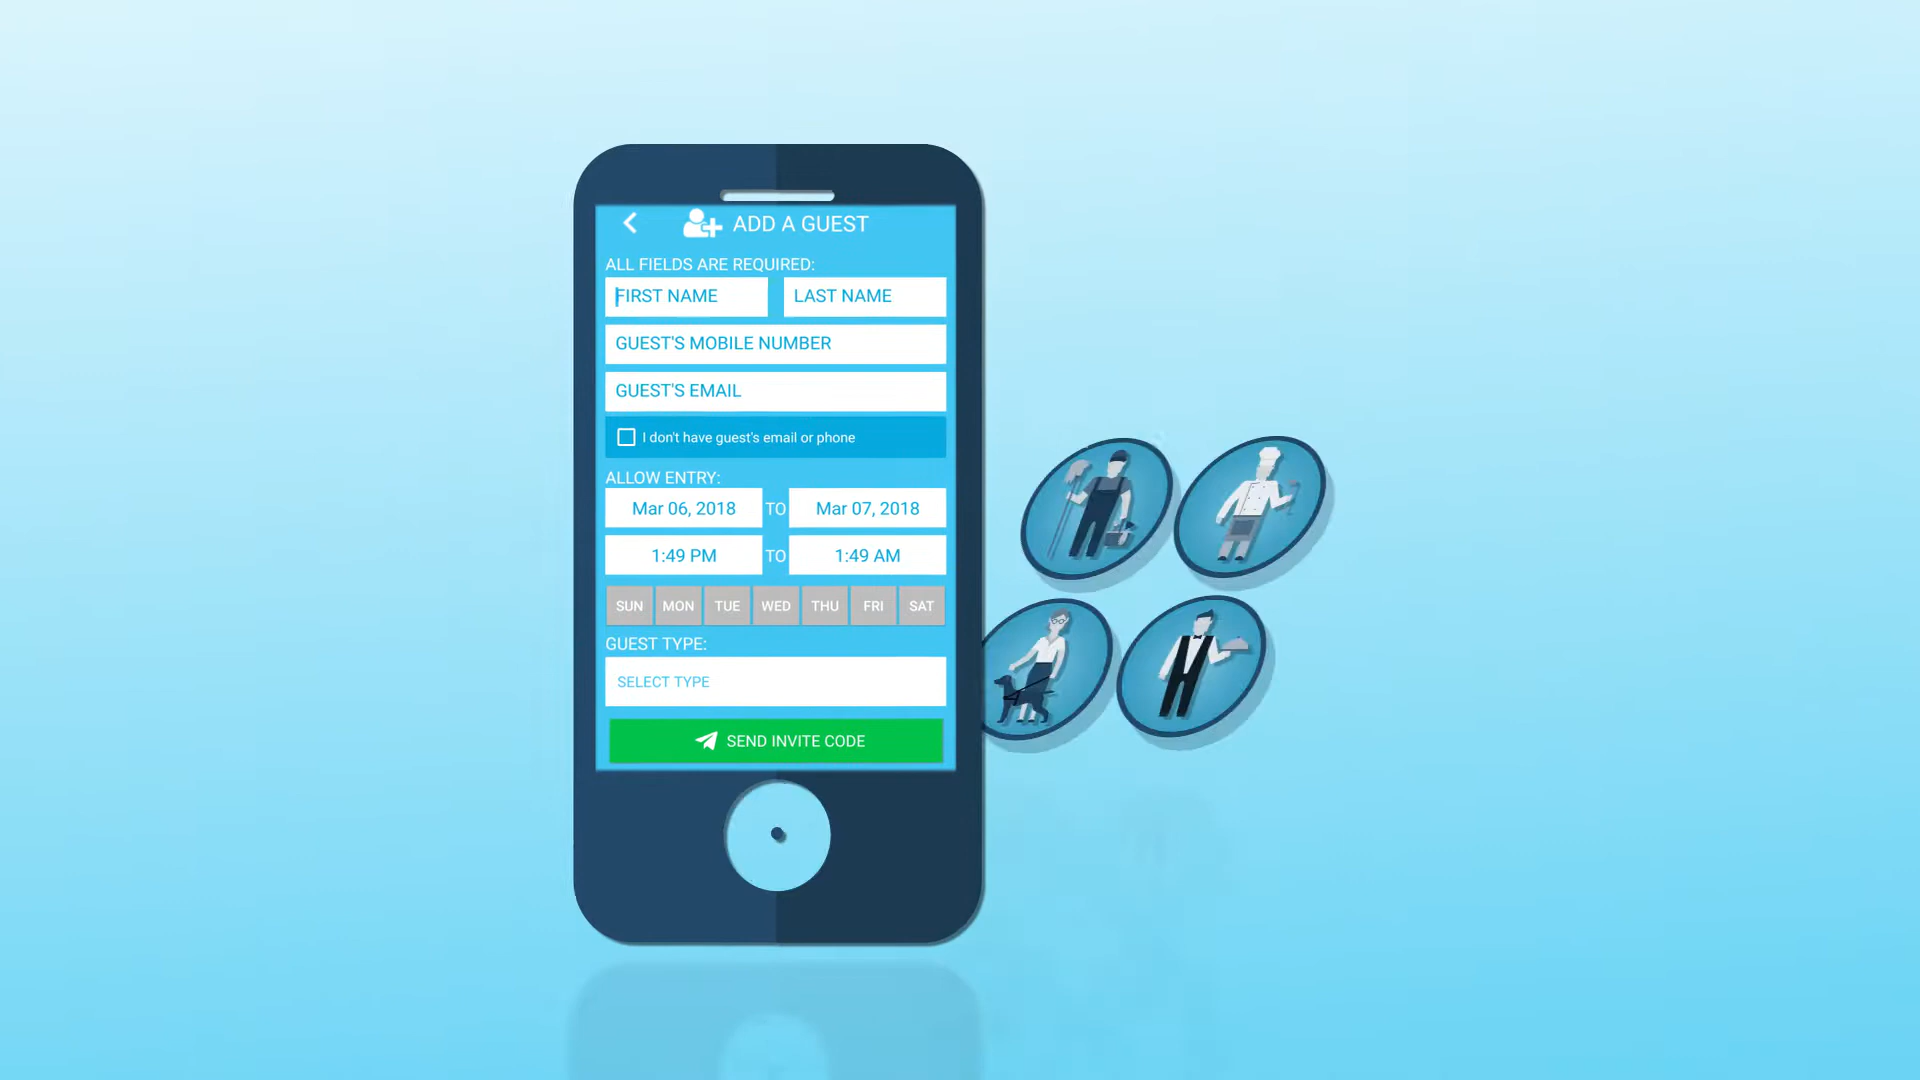 ADD A GUEST
ALL FIELDS ARE REQUIRED:
FIRST NAME LAST NAME
GUEST'S MOBILE NUMBER
GUEST'S EMAIL
I don't have guest's email or phone
ALLOW ENTRY:
Mar 06, 2018 TO Mar 07, 2018
1:49 PM TO 1:49 AM
SUN MON TUE WED THU FRI SAT
GUEST TYPE:
SELECT TYPE
SEND INVITE CODE